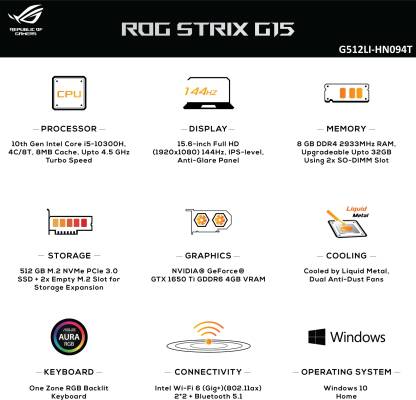 REPUBLIC OF
GAMERS
ROG STRIX G15
G512LI-HN094T
CPU
PROCESSOR
10th Gen Intel Core i5-10300H,
4C/8T, 8MB Cache, Upto 4.5 GHz
Turbo Speed
144HZ
DISPLAY
15.6-inch Full HD
(1920x1080) 144Hz, IPS-level,
Anti-Glare Panel
MEMORY
8 GB DDR4 2933MHz RAM,
Upgradeable Upto 32GB
Using 2x SO-DIMM Slot
STORAGE
512 GB M.2 NVMe PCIe 3.0
SSD + 2x Empty M.2 Slot for
Storage Expansion
GRAPHICS
NVIDIA® GeForce®
GTX 1650 Ti GDDR6 4GB VRAM
Liquid
Metal
COOLING
Cooled by Liquid Metal,
Dual Anti-Dust Fans
AURA
RGB
KEYBOARD
One Zone RGB Backlit
Keyboard
CONNECTIVITY
Intel Wi-Fi 6 (Gig+)(802.11ax)
2*2 + Bluetooth 5.1
Windows
OPERATING SYSTEM
Windows 10
Home